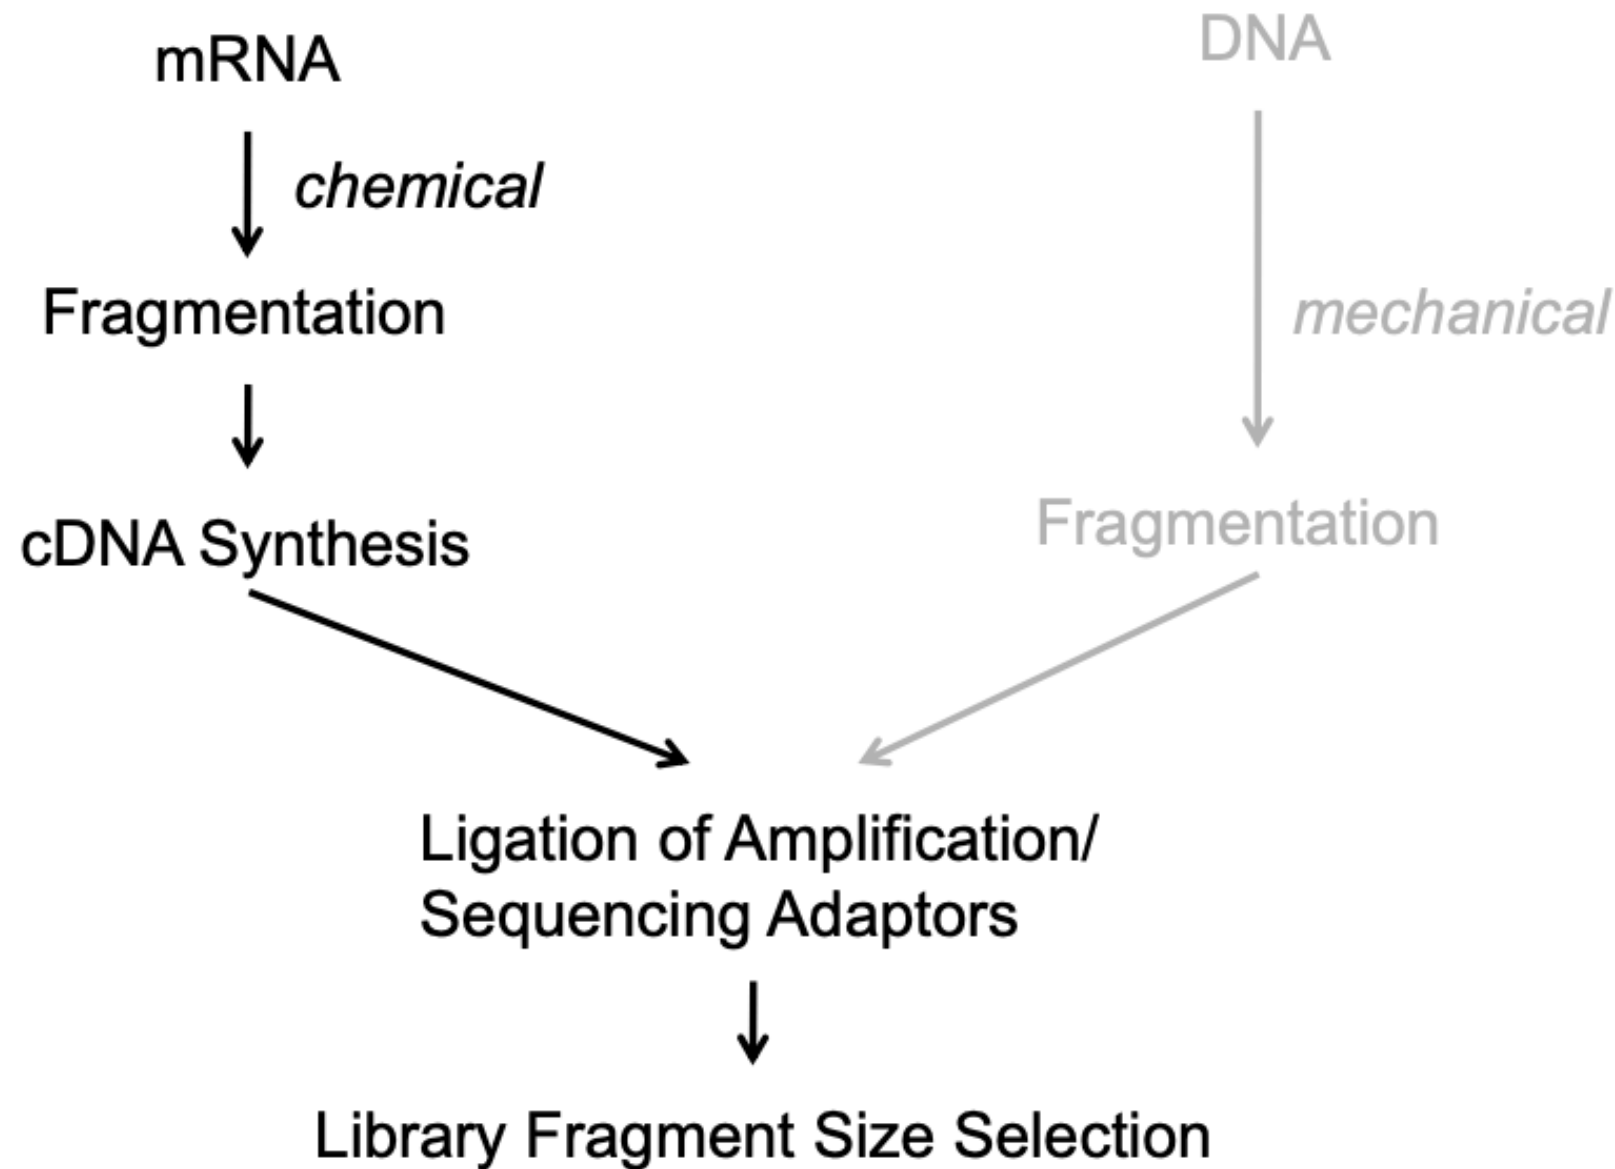 mRNA
chemical
Fragmentation
cDNA Synthesis
DNA
mechanical
Fragmentation
Ligation of Amplification/
Sequencing Adaptors
Library Fragment Size Selection